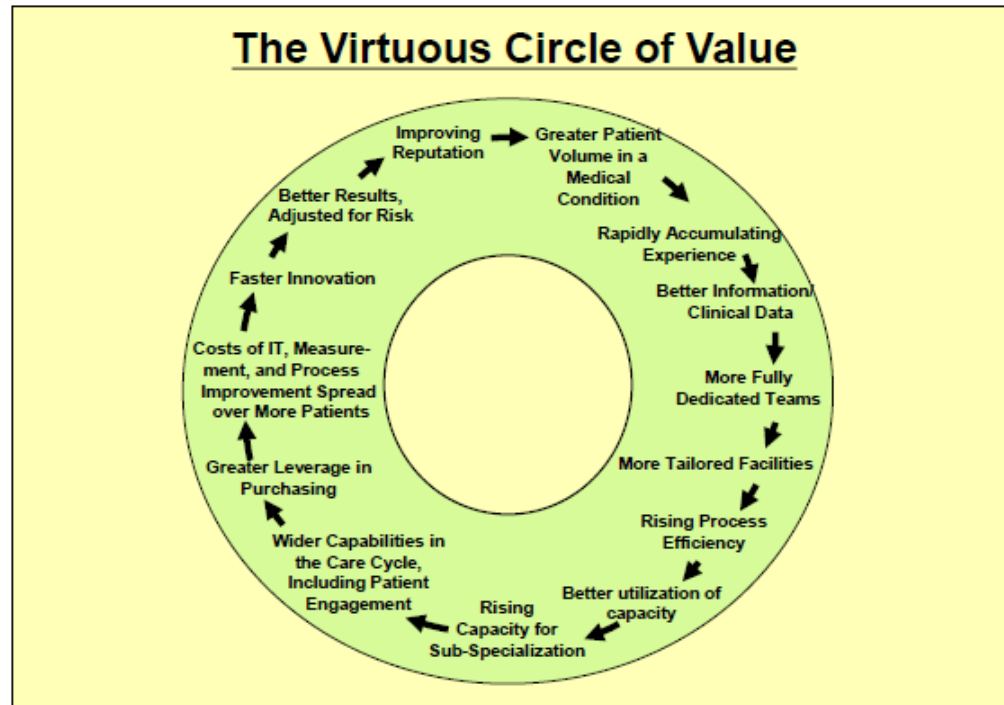 The Virtuous Circle of Value
Improving
Reputation
Greater Patient
Volume in a
Medical
Condition
Rapidly Accumulating
Experience
Better Information/
Clinical Data
More Fully
Dedicated Teams
More Tailored Facilities
Rising Process
Efficiency
Better utilization of
capacity
Rising
Capacity for
Sub-Specialization
Wider Capabilities in
the Care Cycle,
Including Patient
Engagement
Greater Leverage in
Purchasing
Costs of IT, Measure-
ment, and Process
Improvement Spread
over More Patients
Faster Innovation
Better Results,
Adjusted for Risk